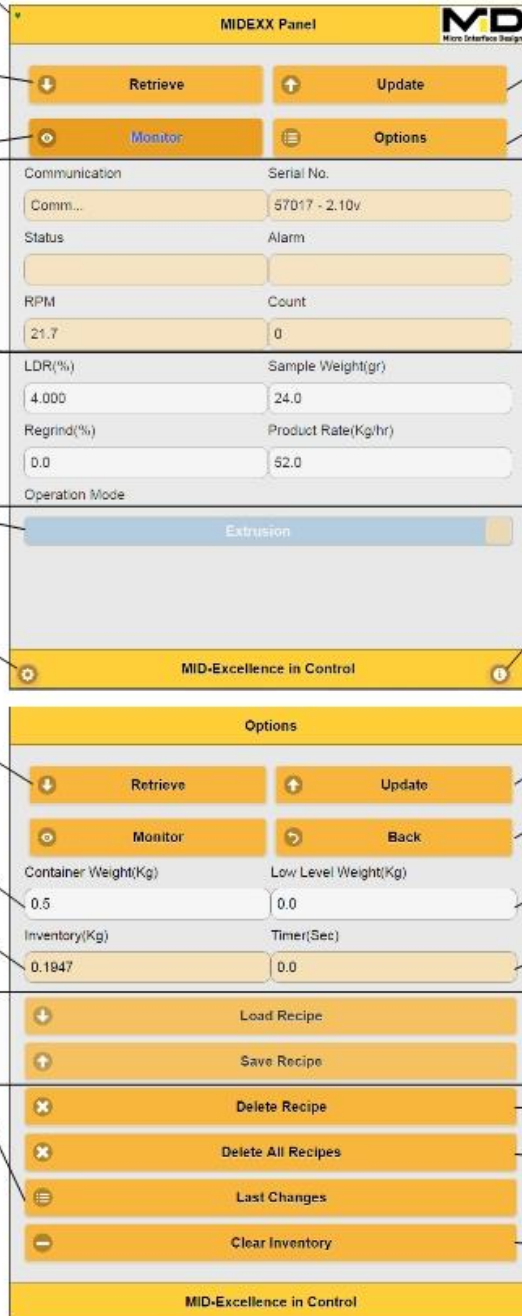 MIDEXX Panel
MD
Micro Interface Design
Retrieve
Update
Monitor
Options
Communication
Serial No.
Comm...
57017 - 2.10v
Status
Alarm
RPM
Count
21.7
0
LDR(%)
Sample Weight(gr)
4.000
24.0
Regrind(%)
Product Rate(Kg/hr)
0.0
52.0
Operation Mode
Extrusion
MID-Excellence in Control
Options
Retrieve
Update
Monitor
Back
Container Weight(Kg)
Low Level Weight(Kg)
0.5
0.0
Inventory(Kg)
Timer(Sec)
0.1947
0.0
Load Recipe
Save Recipe
Delete Recipe
Delete All Recipes
Last Changes
Clear Inventory
MID-Excellence in Control